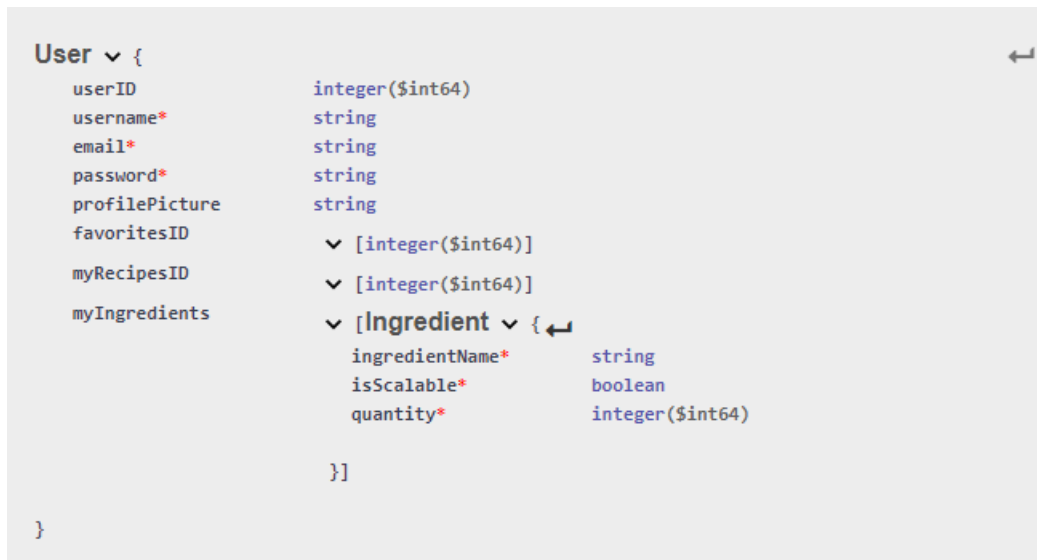 User {
userID integer($int64)
username* string
email* string
password* string
profilePicture string
favoritesID [integer($int64)]
myRecipesID [integer($int64)]
myIngredients [Ingredient {
ingredientName* string
isScalable* boolean
quantity* integer($int64)
}]
}